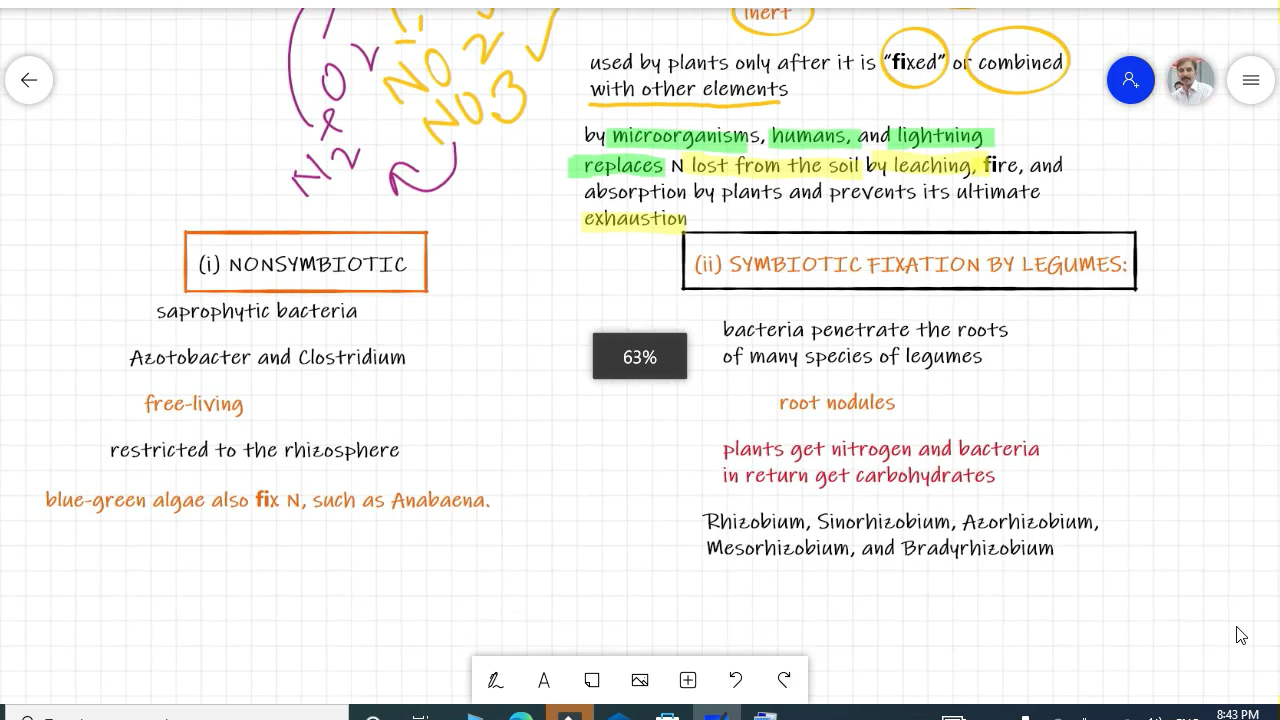 inert
used by plants only after it is “fixed” or combined
with other elements
by microorganisms, humans, and lightning
replaces N lost from the soil by leaching, fire, and
absorption by plants and prevents its ultimate
exhaustion
NO2
NO3
N2+O2
(i) NONSYMBIOTIC
saprophytic bacteria
Azotobacter and Clostridium
free-living
restricted to the rhizosphere
blue-green algae also fix N, such as Anabaena.
(ii) SYMBIOTIC FIXATION BY LEGUMES:
bacteria penetrate the roots
of many species of legumes
root nodules
plants get nitrogen and bacteria
in return get carbohydrates
Rhizobium, Sinorhizobium, Azorhizobium,
Mesorhizobium, and Bradyrhizobium
63%
A
8:43 PM